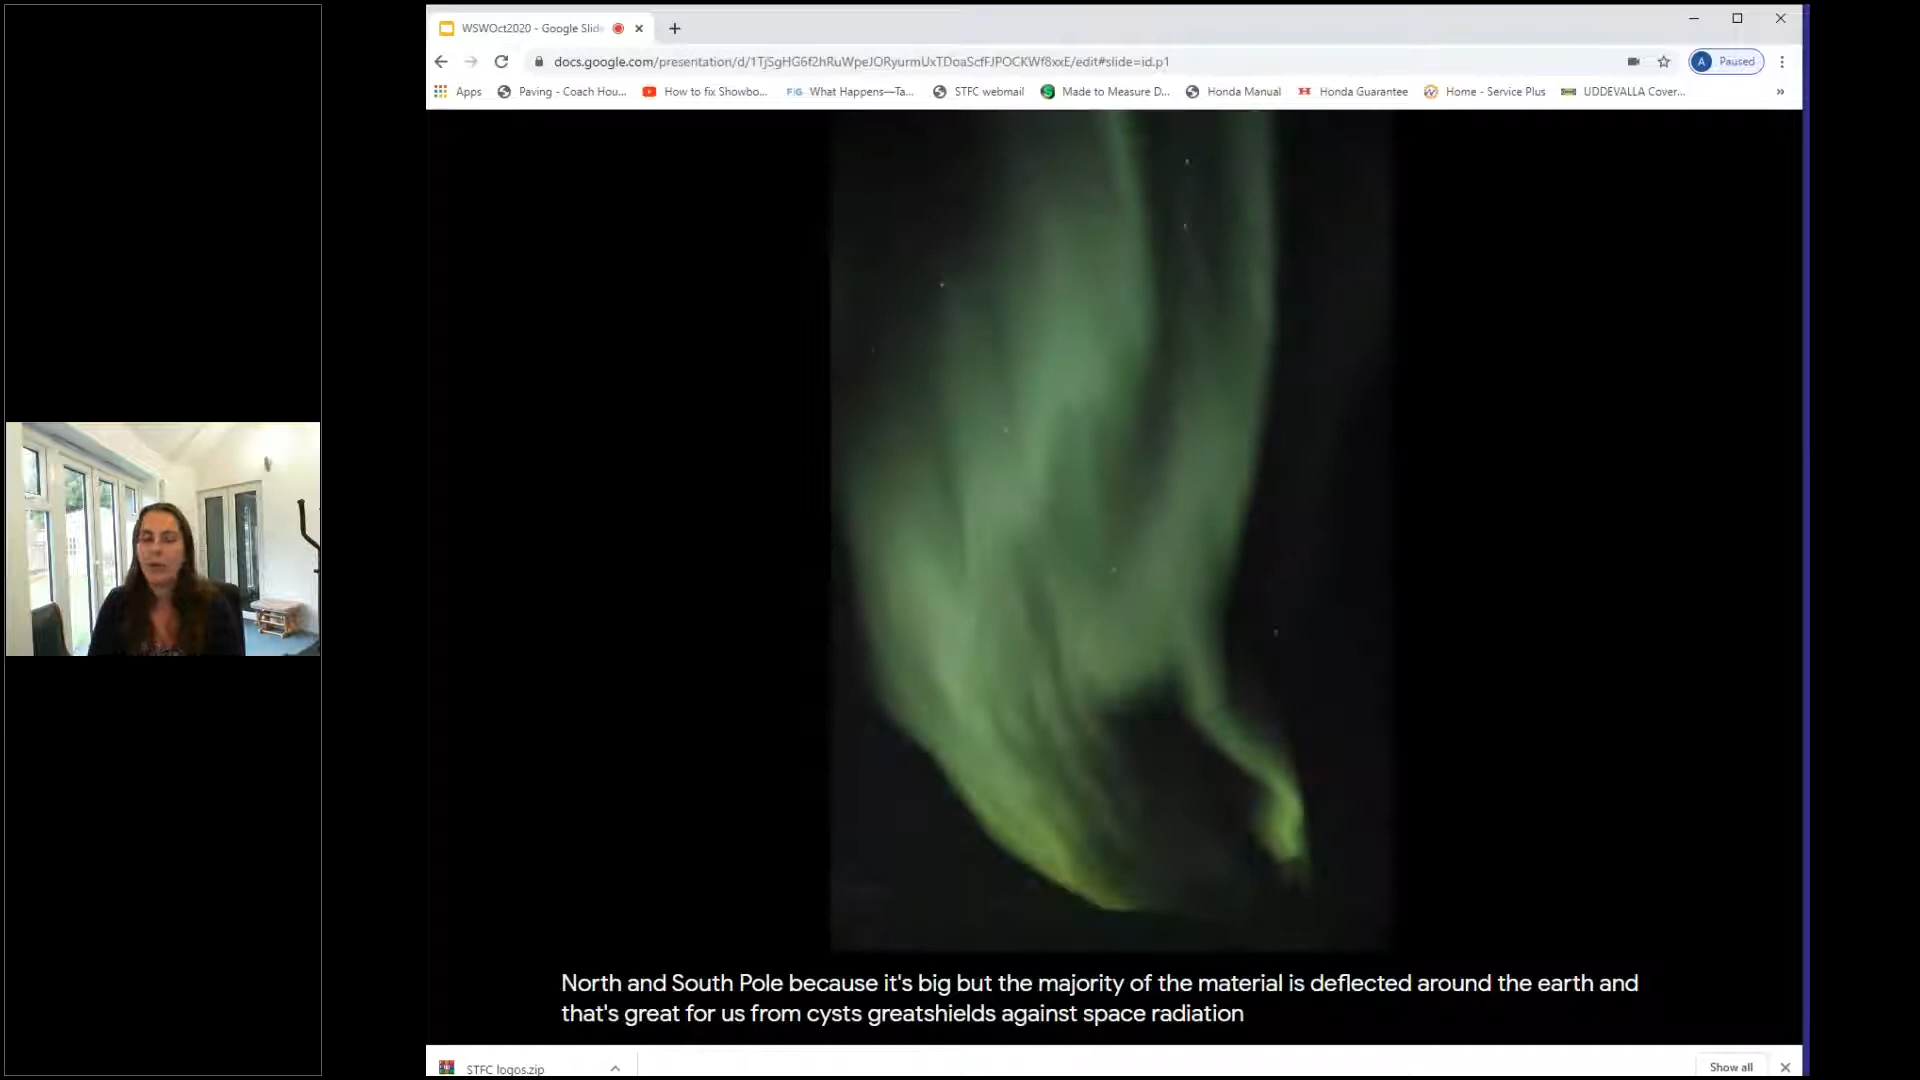 WSWOct2020 - Google Slid
docs.google.com/presentation/d/1TjSgHG6f2hRuWpeJORyurmUxTDoaScfFJPOCKWf8xxE/edit#slide=id.p1
A Paused
Apps Paving - Coach Hou... How to fix Showbo... FIG What Happens—Ta... STFC webmail Made to Measure D... Honda Manual Honda Guarantee Home - Service Plus UDDEVALLA Cover... »
North and South Pole because it's big but the majority of the material is deflected around the earth and
that's great for us from cysts greatshields against space radiation
STFC logos.zip Show all